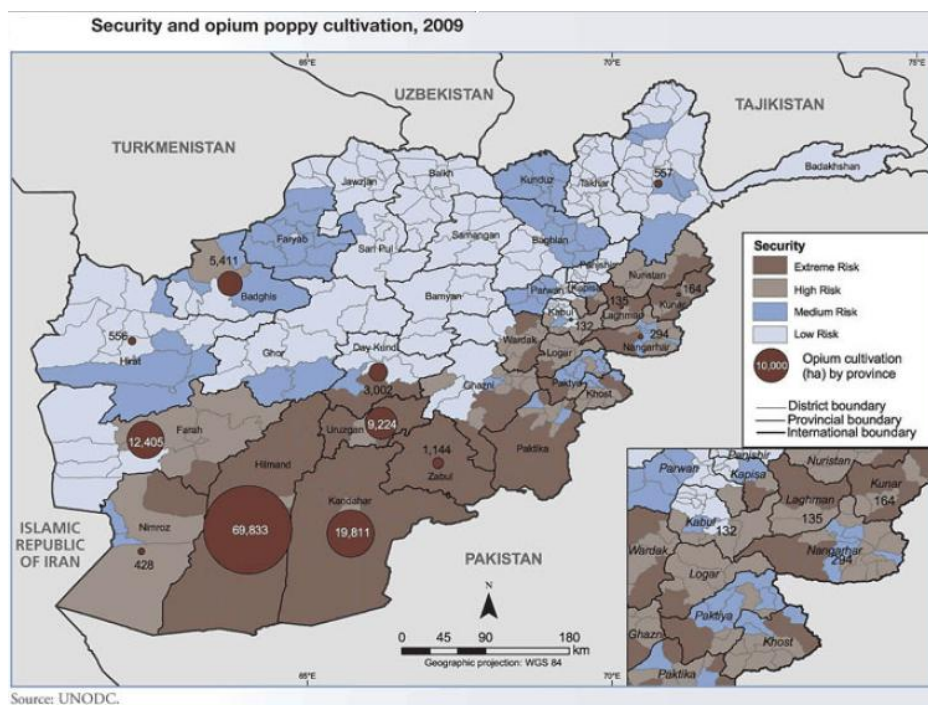 Security and opium poppy cultivation, 2009
65°E
70°E
75°E
UZBEKISTAN
TAJIKISTAN
TURKMENISTAN
Badakhshan
Balkh
Jawzjan
Kunduz
Takhar
557
Faryab
Sari Pul
Samangan
Baghlan
5,411
Badghis
Panjshir
Nuristan
Bamyan
Parwan
Kapisa
135
Kunar
164
Kabul
Laghman
132
556
Hirat
Ghor
Day Kundi
Wardak
Logar
294
Nangarhar
3,002
Ghazni
Paktya
Khost
Farah
12,405
Uruzgan
9,224
Hilmand
1,144
Zabul
Paktika
Kandahar
Nimroz
69,833
19,811
428
ISLAMIC
REPUBLIC
OF IRAN
PAKISTAN
N
0 45 90 180
km
Geographic projection: WGS 84
65°E
70°E
Security
Extreme Risk
High Risk
Medium Risk
Low Risk
10,000
Opium cultivation
(ha) by province
District boundary
Provincial boundary
International boundary
Parwan
Panjshir
Kapisa
Nuristan
Kunar
Laghman
164
Kabul
132
135
Wardak
Nangarhar
294
Logar
Paktiya
Ghazni
Khost
Paktika
Source: UNODC.